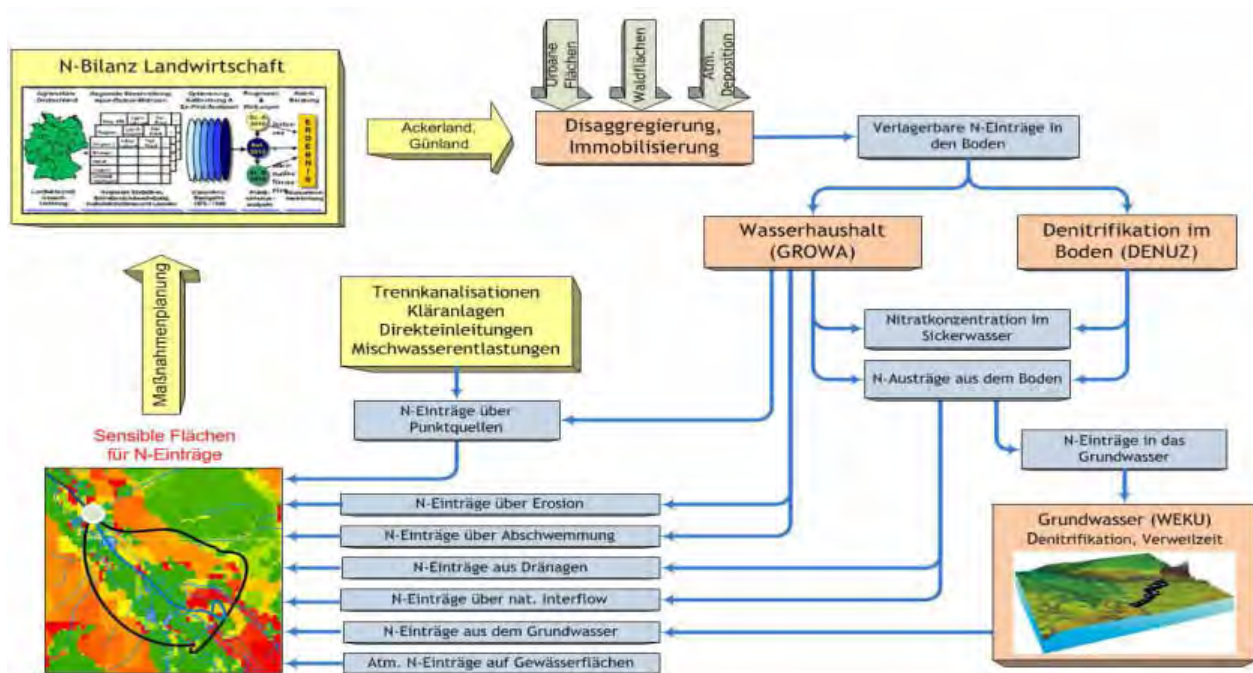 N-Bilanz Landwirtschaft
Urbane
Flächen
Waldflächen
Atm.
Deposition
Ackerland,
Günland
Disaggregierung,
Immobilisierung
Verlagerbare N-Einträge in
den Boden
Wasserhaushalt
(GROWA)
Denitrifikation im
Boden (DENUZ)
Maßnahmenplanung
Trennkanalisationen
Kläranlagen
Direkteinleitungen
Mischwasserentlastungen
Nitratkonzentration im
Sickerwasser
N-Austräge aus dem Boden
N-Einträge über
Punktquellen
N-Einträge in das
Grundwasser
Sensible Flächen
für N-Einträge
N-Einträge über Erosion
N-Einträge über Abschwemmung
N-Einträge aus Dränagen
N-Einträge über nat. Interflow
N-Einträge aus dem Grundwasser
Atm. N-Einträge auf Gewässerflächen
Grundwasser (WEKU)
Denitrifikation, Verweilzeit